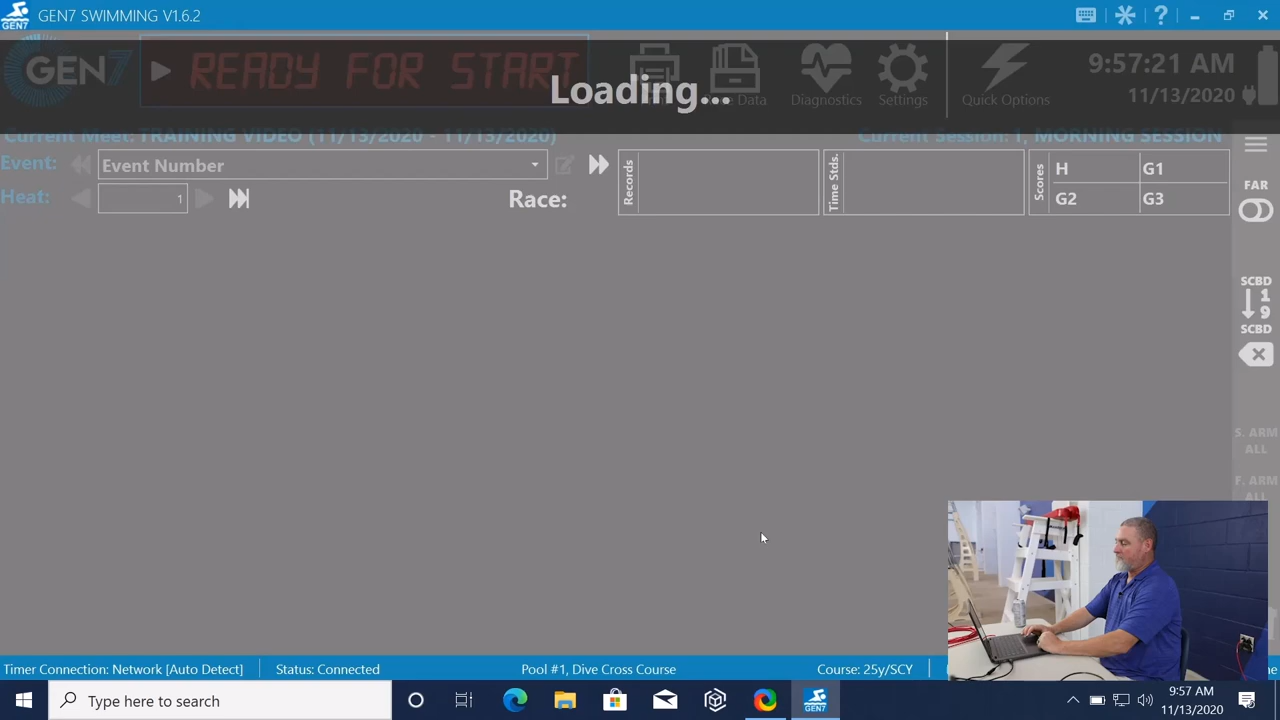 GEN7 SWIMMING V1.6.2
GEN7
GEN7
READY FOR START
Loading...
Data
Diagnostics
Settings
Quick Options
9:57:21 AM
11/13/2020
Current Meet: TRAINING VIDEO (11/13/2020 - 11/13/2020)
Current Session: 1, MORNING SESSION
Event:
Event Number
Heat:
1
Race:
Records
Time Stds.
Scores
H
G1
G2
G3
FAR
SCBD
1
9
SCBD
S. ARM
ALL
F. ARM
ALL
Timer Connection: Network [Auto Detect]
Status: Connected
Pool #1, Dive Cross Course
Course: 25y/SCY
Type here to search
GEN7
9:57 AM
11/13/2020